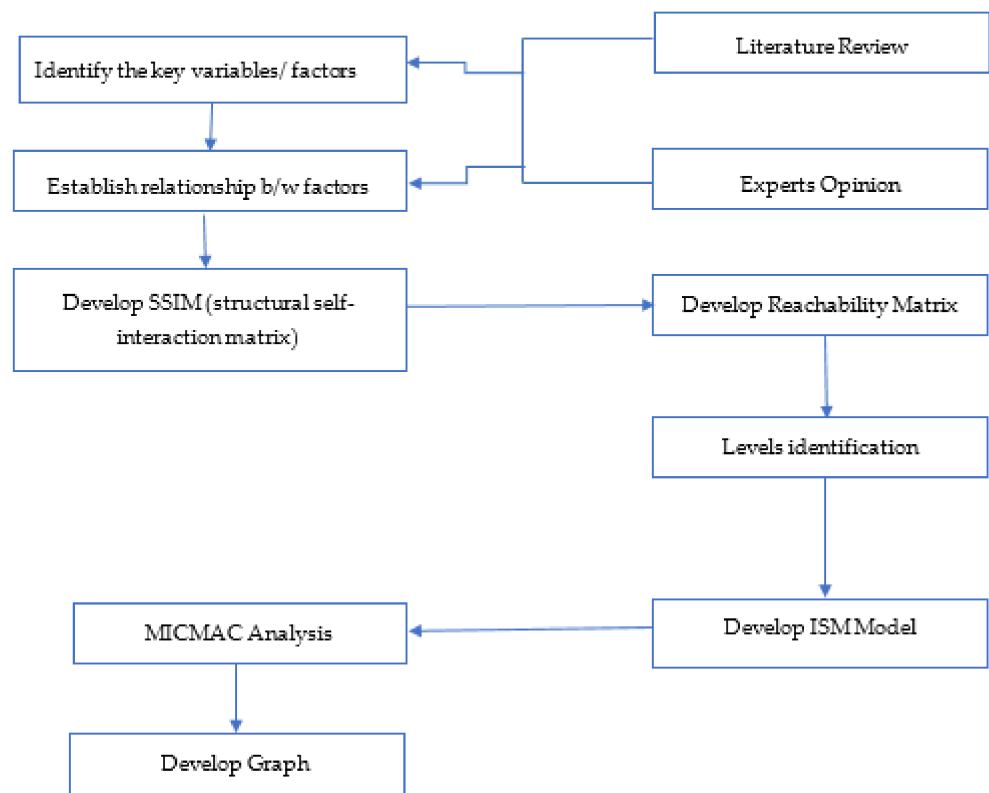 Literature Review
Identify the key variables/ factors
Establish relationship b/w factors
Experts Opinion
Develop SSIM (structural self-
interaction matrix)
Develop Reachability Matrix
Levels identification
Develop ISM Model
MICMAC Analysis
Develop Graph